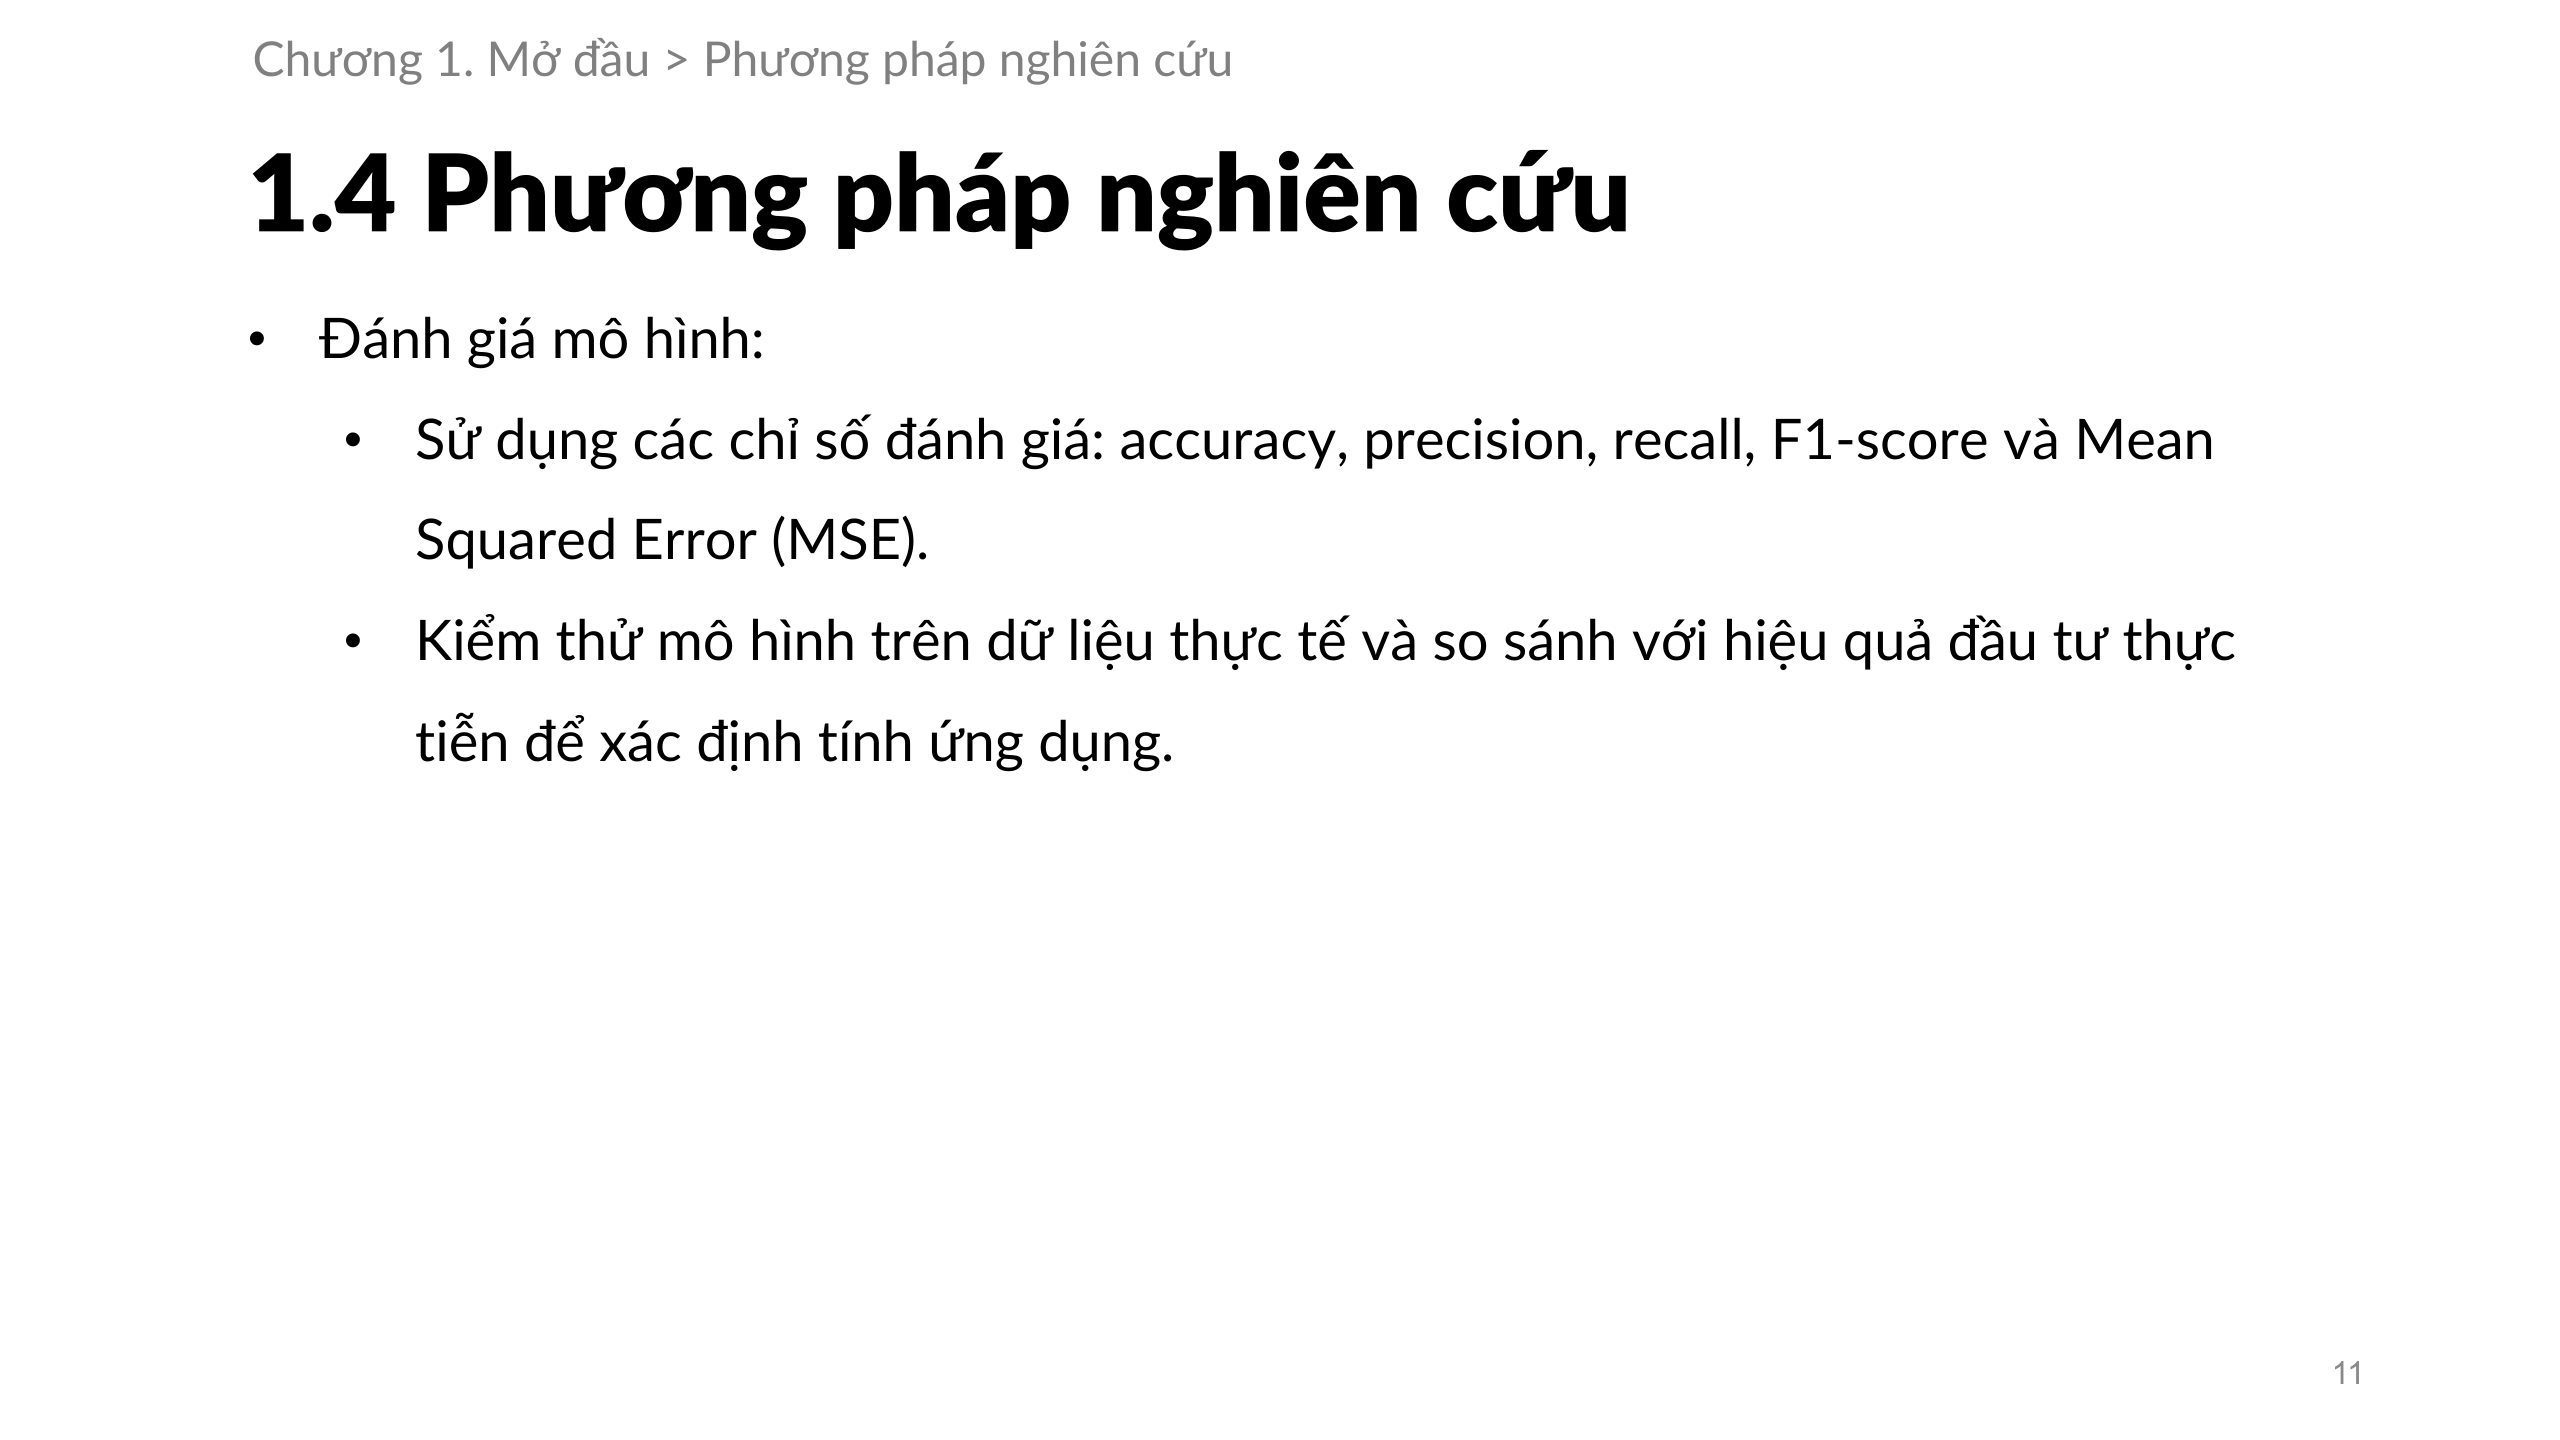 Chương 1. Mở đầu > Phương pháp nghiên cứu
1.4 Phương pháp nghiên cứu
• Đánh giá mô hình:
• Sử dụng các chỉ số đánh giá: accuracy, precision, recall, F1-score và Mean
Squared Error (MSE).
• Kiểm thử mô hình trên dữ liệu thực tế và so sánh với hiệu quả đầu tư thực
tiễn để xác định tính ứng dụng.
11